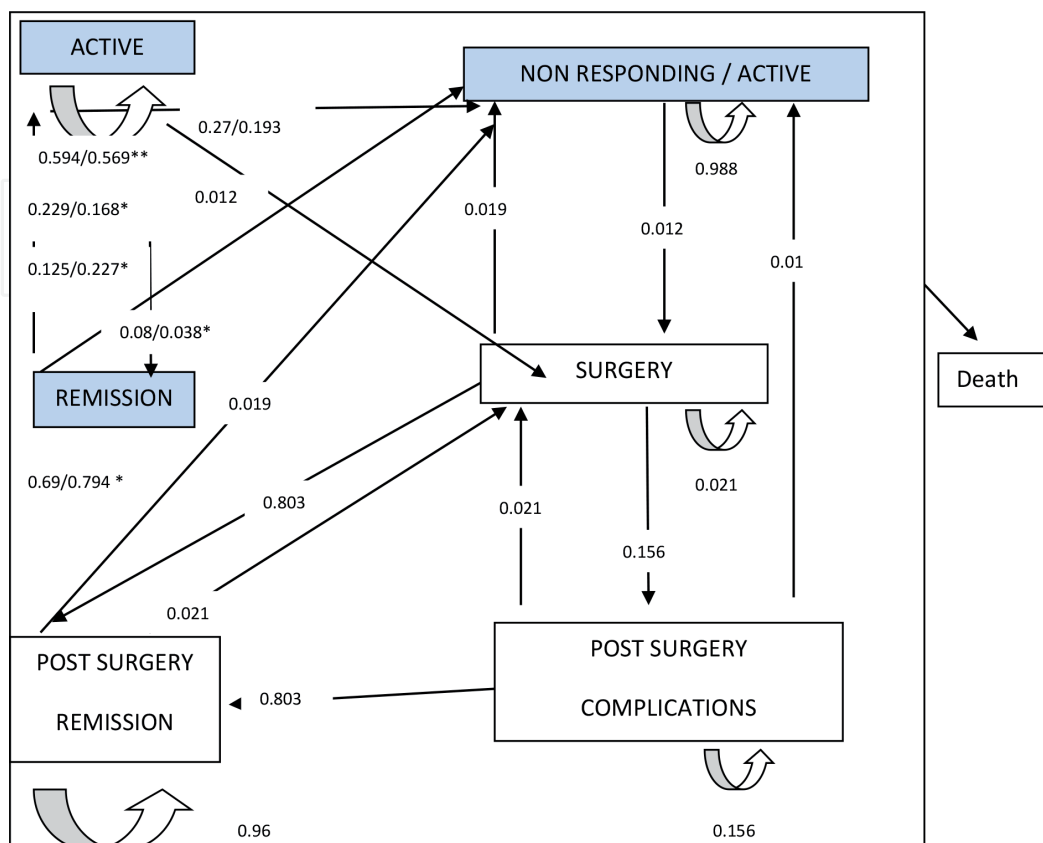 ACTIVE
NON RESPONDING / ACTIVE
0.27/0.193
0.594/0.569**
0.988
0.012
0.229/0.168*
0.019
0.012
0.01
0.125/0.227*
0.08/0.038*
SURGERY
Death
REMISSION
0.019
0.69/0.794 *
0.021
0.803
0.021
0.156
0.021
POST SURGERY
REMISSION
POST SURGERY
COMPLICATIONS
0.803
0.96
0.156